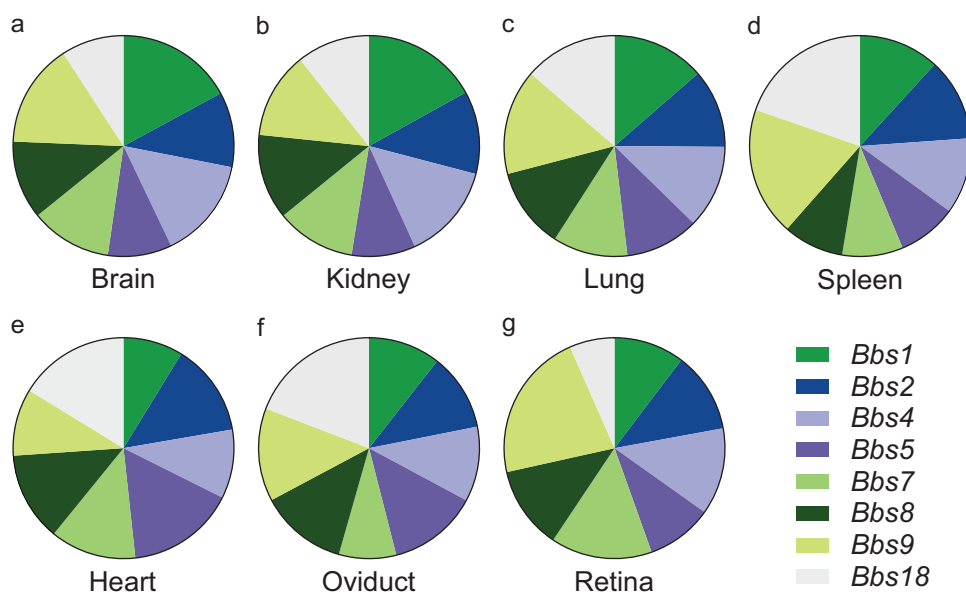 a
b
c
d
Brain
Kidney
Lung
Spleen
e
f
g
Heart
Oviduct
Retina
Bbs1
Bbs2
Bbs4
Bbs5
Bbs7
Bbs8
Bbs9
Bbs18